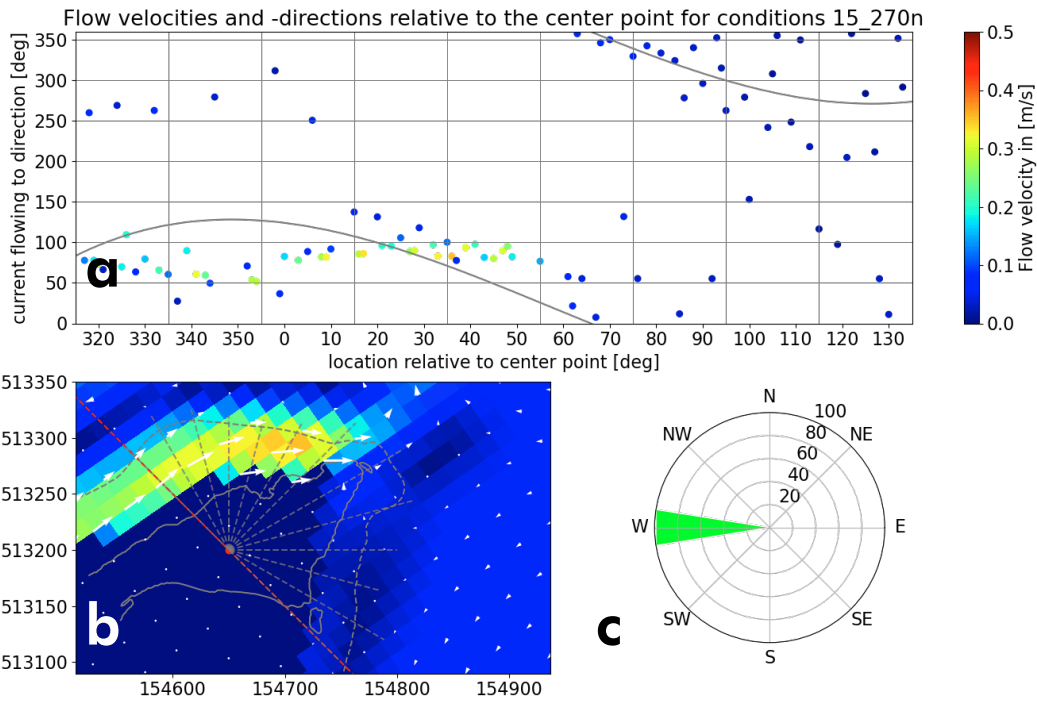 Flow velocities and -directions relative to the center point for conditions 15_270n
current flowing to direction [deg]
350
300
250
200
150
100
50
0
320 330 340 350 0 10 20 30 40 50 60 70 80 90 100 110 120 130
location relative to center point [deg]
a
0.5
0.4
0.3
0.2
0.1
0.0
Flow velocity in [m/s]
513350
513300
513250
513200
513150
513100
154600 154700 154800 154900
b
c
N
NE
E
SE
S
SW
W
NW
100
80
60
40
20